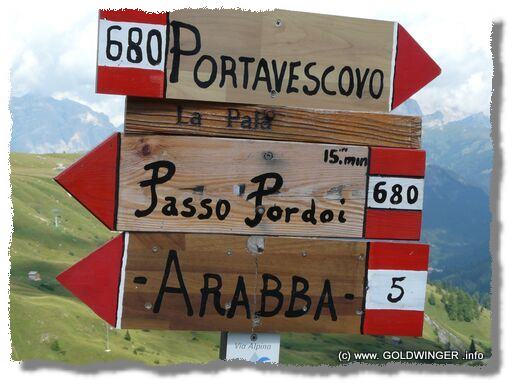 680 PORTAVESCOVO
La Pala
15.min
Passo Pordoi 680
-ARABBA- 5
Via Alpina
(c) www. GOLDWINGER .info